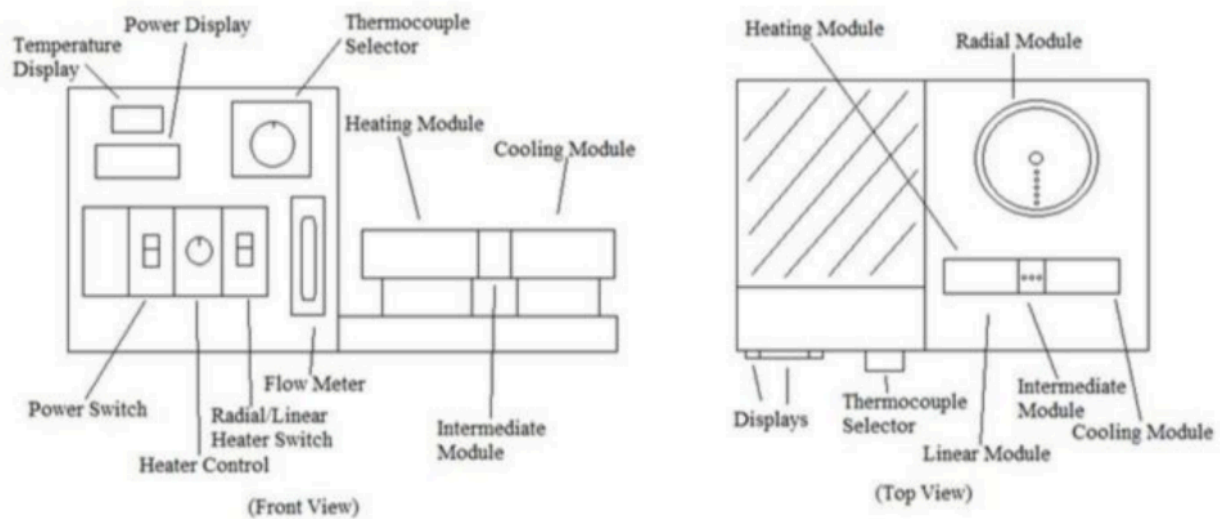 Power Display
Thermocouple
Selector
Temperature
Display
Heating Module
Cooling Module
Power Switch
Heater Control
Radial/Linear
Heater Switch
Flow Meter
Intermediate
Module
(Front View)
Heating Module
Radial Module
Displays
Thermocouple
Selector
Linear Module
Intermediate
Module
Cooling Module
(Top View)